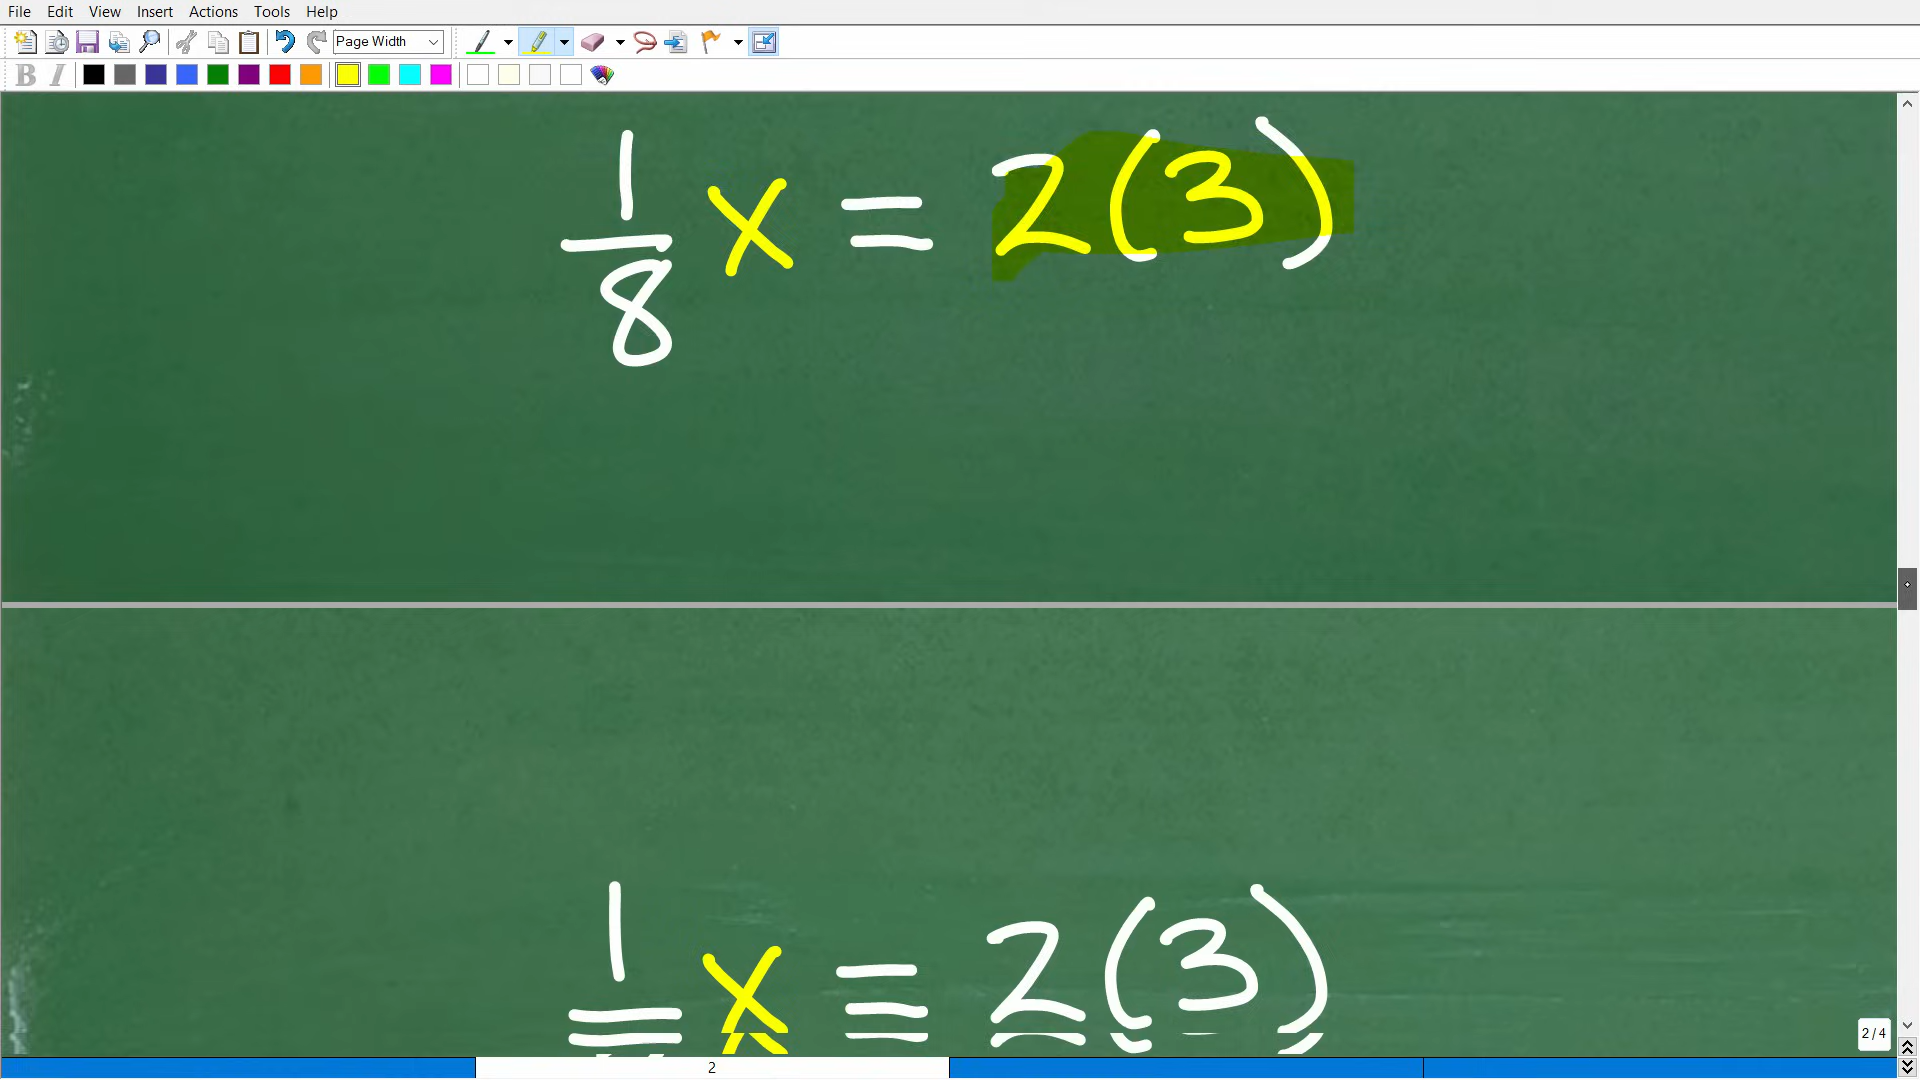 File Edit View Insert Actions Tools Help
Page Width
B I
1/8 x = 2(3)
1
x = 2(3)
2 / 4
2